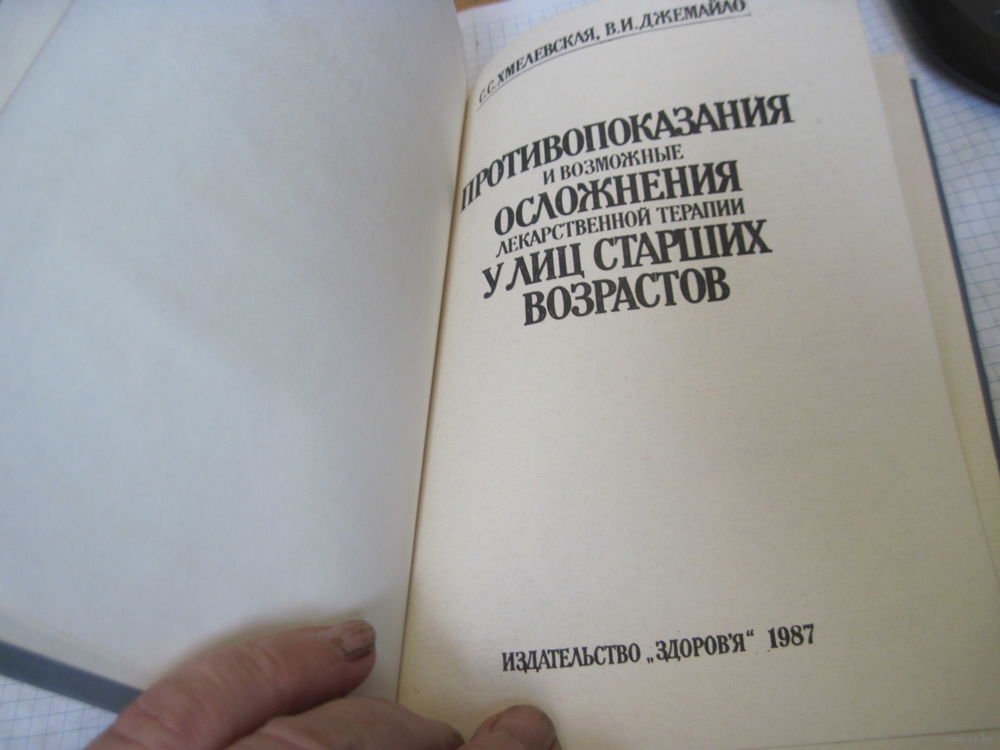 С.С.ХМЕЛЕВСКАЯ, В.И.ДЖЕМАЙЛО
ПРОТИВОПОКАЗАНИЯ
И ВОЗМОЖНЫЕ
ОСЛОЖНЕНИЯ
ЛЕКАРСТВЕННОЙ ТЕРАПИИ
У ЛИЦ СТАРШИХ
ВОЗРАСТОВ
ИЗДАТЕЛЬСТВО „ЗДОРОВ'Я“ 1987